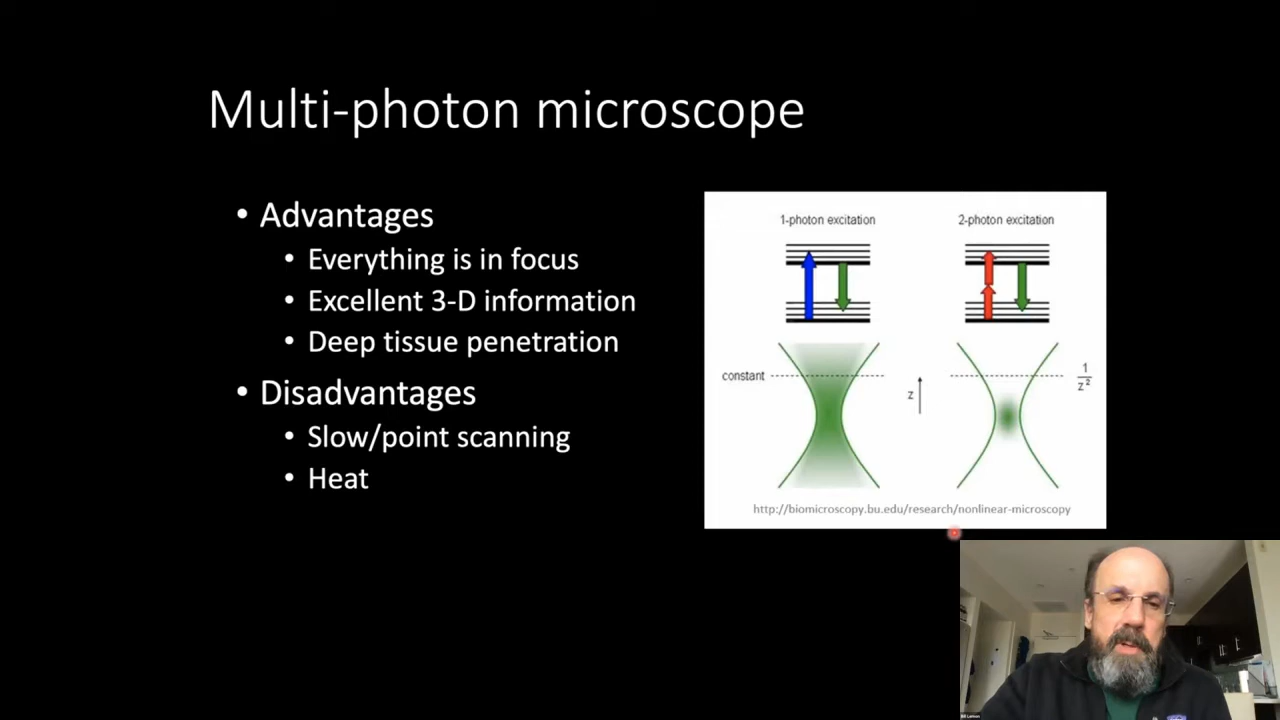 Multi-photon microscope
• Advantages
• Everything is in focus
• Excellent 3-D information
• Deep tissue penetration
• Disadvantages
• Slow/point scanning
• Heat
1-photon excitation
2-photon excitation
constant
z
1
z²
http://biomicroscopy.bu.edu/research/nonlinear-microscopy